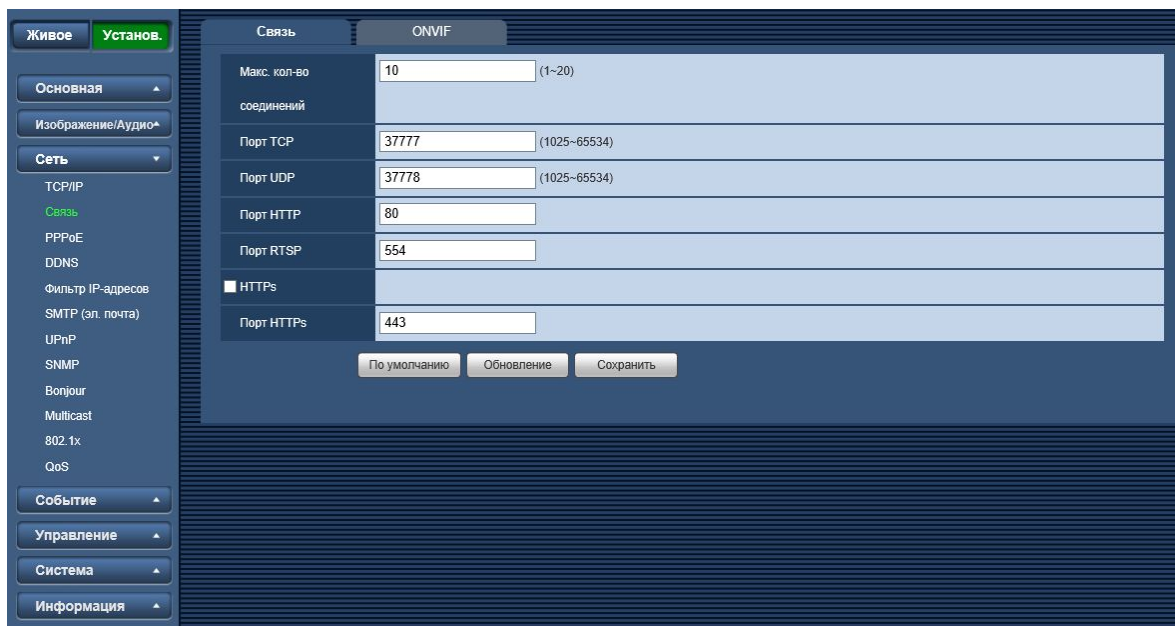 Живое Установ.
Основная
Изображение/Аудио
Сеть
TCP/IP
Связь
PPPoE
DDNS
Фильтр IP-адресов
SMTP (эл. почта)
UPnP
SNMP
Bonjour
Multicast
802.1x
QoS
Событие
Управление
Система
Информация
Связь ONVIF
Макс. кол-во
соединений
10 (1~20)
Порт TCP 37777 (1025~65534)
Порт UDP 37778 (1025~65534)
Порт HTTP 80
Порт RTSP 554
HTTPs
Порт HTTPs 443
По умолчанию Обновление Сохранить